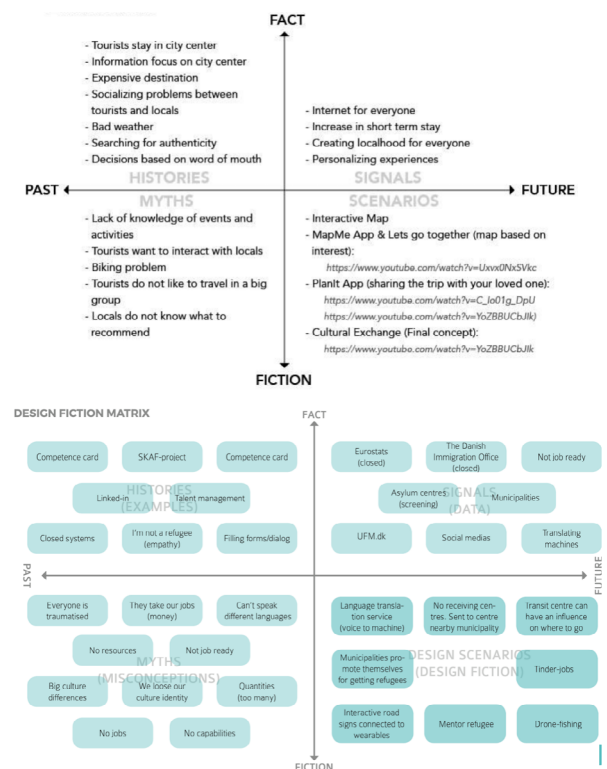 FACT
- Tourists stay in city center
- Information focus on city center
- Expensive destination
- Socializing problems between
tourists and locals
- Bad weather
- Searching for authenticity
- Decisions based on word of mouth
HISTORIES
- Internet for everyone
- Increase in short term stay
- Creating localhood for everyone
- Personalizing experiences
SIGNALS
PAST
FUTURE
MYTHS
- Lack of knowledge of events and
activities
- Tourists want to interact with locals
- Biking problem
- Tourists do not like to travel in a big
group
- Locals do not know what to
recommend
SCENARIOS
- Interactive Map
- MapMe App & Lets go together (map based on
interest):
https://www.youtube.com/watch?v=Uxvx0NxSVkc
- PlanIt App (sharing the trip with your loved one):
https://www.youtube.com/watch?v=C_lo01g_DpU
https://www.youtube.com/watch?v=YoZBBUCbJIk)
- Cultural Exchange (Final concept):
https://www.youtube.com/watch?v=YoZBBUCbJIk
FICTION
DESIGN FICTION MATRIX
FACT
Competence card
SKAF-project
Competence card
Linked-in
Talent management
HISTORIES
(EXAMPLES)
Closed systems
I'm not a refugee
(empathy)
Filling forms/dialog
Eurostats
(closed)
The Danish
Immigration Office
(closed)
Not job ready
Asylum centres
(screening)
Municipalities
SIGNALS
(DATA)
UFM.dk
Social medias
Translating
machines
PAST
FUTURE
Everyone is
traumatised
They take our jobs
(money)
Can't speak
different languages
No resources
Not job ready
MYTHS
(MISCONCEPTIONS)
Big culture
differences
We loose our
culture identity
Quantities
(too many)
No jobs
No capabilities
Language transla-
tion service
(voice to machine)
No receiving cen-
tres. Sent to centre
nearby municipality
Transit centre can
have an influence
on where to go
Municipalities pro-
mote themselves
for getting refugees
DESIGN SCENARIOS
(DESIGN FICTION)
Tinder-jobs
Interactive road
signs connected to
wearables
Mentor refugee
Drone-fishing
FICTION